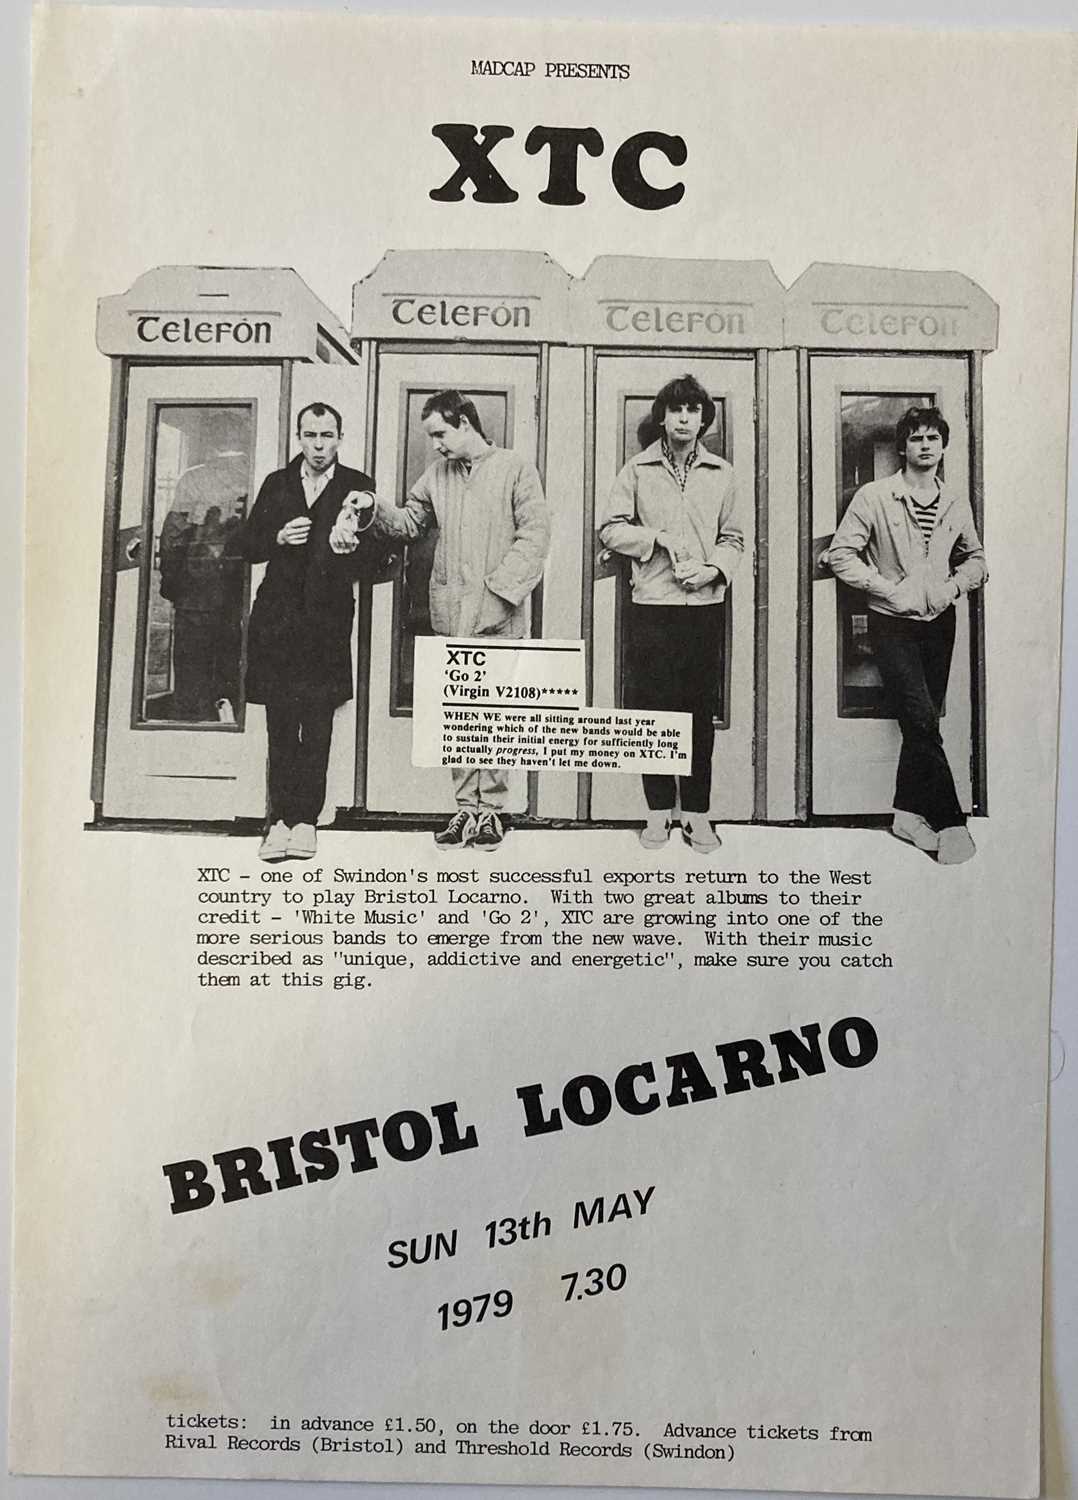 MADCAP PRESENTS
XTC
Telefón Telefón Telefón Telefón
XTC
'Go 2'
(Virgin V2108)*****
WHEN WE were all sitting around last year
wondering which of the new bands would be able
to sustain their initial energy for sufficiently long
to actually progress, I put my money on XTC. I'm
glad to see they haven't let me down.
XTC - one of Swindon's most successful exports return to the West
country to play Bristol Locarno. With two great albums to their
credit - 'White Music' and 'Go 2', XTC are growing into one of the
more serious bands to emerge from the new wave. With their music
described as "unique, addictive and energetic", make sure you catch
them at this gig.
BRISTOL LOCARNO
SUN 13th MAY
1979 7.30
tickets: in advance £1.50, on the door £1.75. Advance tickets from
Rival Records (Bristol) and Threshold Records (Swindon)